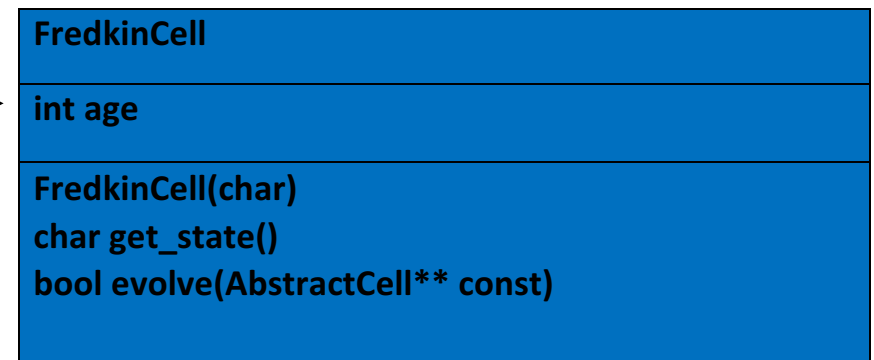 FredkinCell
int age
FredkinCell(char)
char get_state()
bool evolve(AbstractCell** const)